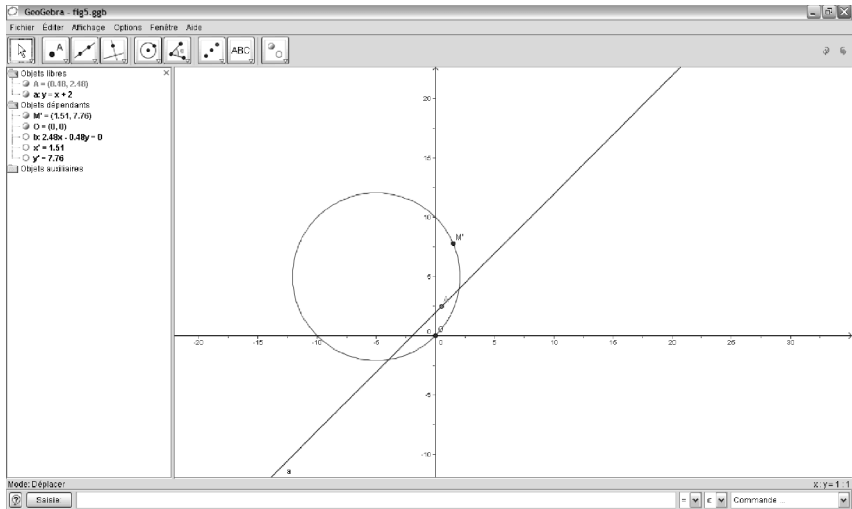 GeoGebra - fig5.ggb
Fichier Éditer Affichage Options Fenêtre Aide
ABC
Objets libres
A = (0.48, 2.48)
a: y = x + 2
Objets dépendants
M' = (1.51, 7.76)
O = (0, 0)
b: 2.48x - 0.48y = 0
x' = 1.51
y' = 7.76
Objets auxiliaires
20
15
10
M'
5
A
0 O
-20 -15 -10 -5 0 5 10 15 20 25 30
-5
-10
a
Mode: Déplacer
x : y = 1 : 1
Saisie:
= ε Commande ...